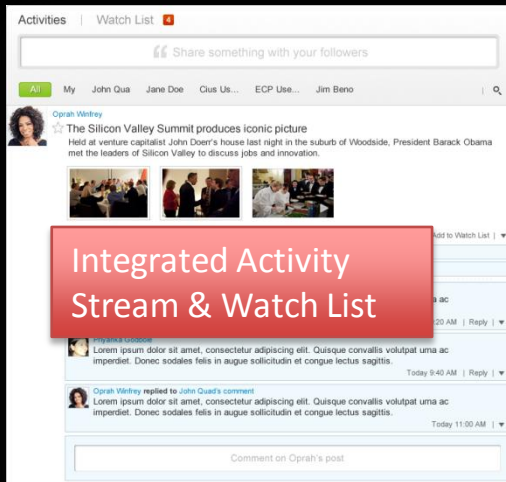 Activities | Watch List 4
Share something with your followers
All My John Qua Jane Doe Cius Us... ECP Use... Jim Beno
Oprah Winfrey
The Silicon Valley Summit produces iconic picture
Held at venture capitalist John Doerr's house last night in the suburb of Woodside, President Barack Obama
met the leaders of Silicon Valley to discuss jobs and innovation.
Add to Watch List |
Integrated Activity
Stream & Watch List
a ac
:20 AM | Reply |
Priyanka Godbole
Lorem ipsum dolor sit amet, consectetur adipiscing elit. Quisque convallis volutpat urna ac
imperdiet. Donec sodales felis in augue sollicitudin et congue lectus sagittis.
Today 9:40 AM | Reply |
Oprah Winfrey replied to John Quad's comment
Lorem ipsum dolor sit amet, consectetur adipiscing elit. Quisque convallis volutpat urna ac
imperdiet. Donec sodales felis in augue sollicitudin et congue lectus sagittis.
Today 11:00 AM |
Comment on Oprah's post